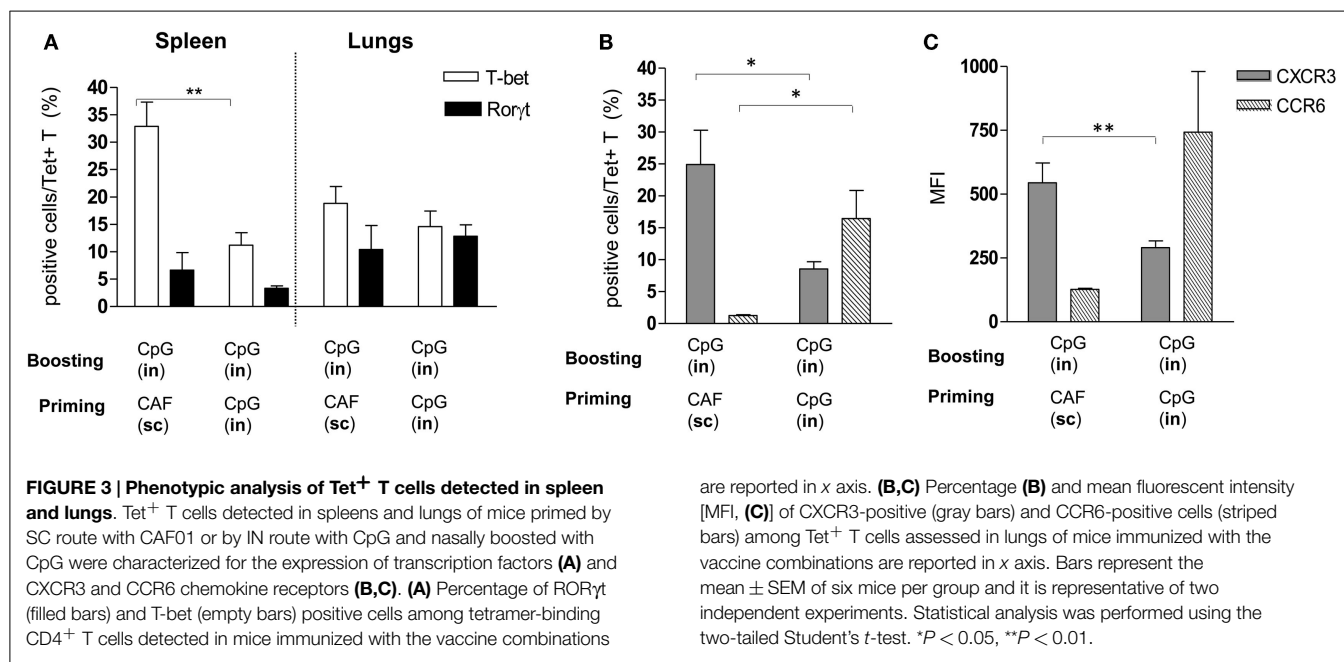 A
Spleen Lungs
T-bet
Rorγt
positive cells/Tet+ T (%)
40
35
30
25
20
15
10
5
0
**
Boosting CpG CpG CpG CpG
(in) (in) (in) (in)
Priming CAF CpG CAF CpG
(sc) (in) (sc) (in)
B
positive cells/Tet+ T (%)
40
35
30
25
20
15
10
5
0
*
*
Boosting CpG CpG
(in) (in)
Priming CAF CpG
(sc) (in)
C
CXCR3
CCR6
MFI
1000
750
500
250
0
**
Boosting CpG CpG
(in) (in)
Priming CAF CpG
(sc) (in)
FIGURE 3 | Phenotypic analysis of Tet⁺ T cells detected in spleen
and lungs. Tet⁺ T cells detected in spleens and lungs of mice primed by
SC route with CAF01 or by IN route with CpG and nasally boosted with
CpG were characterized for the expression of transcription factors (A) and
CXCR3 and CCR6 chemokine receptors (B,C). (A) Percentage of RORγt
(filled bars) and T-bet (empty bars) positive cells among tetramer-binding
CD4⁺ T cells detected in mice immunized with the vaccine combinations
are reported in x axis. (B,C) Percentage (B) and mean fluorescent intensity
[MFI, (C)] of CXCR3-positive (gray bars) and CCR6-positive cells (striped
bars) among Tet⁺ T cells assessed in lungs of mice immunized with the
vaccine combinations are reported in x axis. Bars represent the
mean ± SEM of six mice per group and it is representative of two
independent experiments. Statistical analysis was performed using the
two-tailed Student's t-test. *P < 0.05, **P < 0.01.